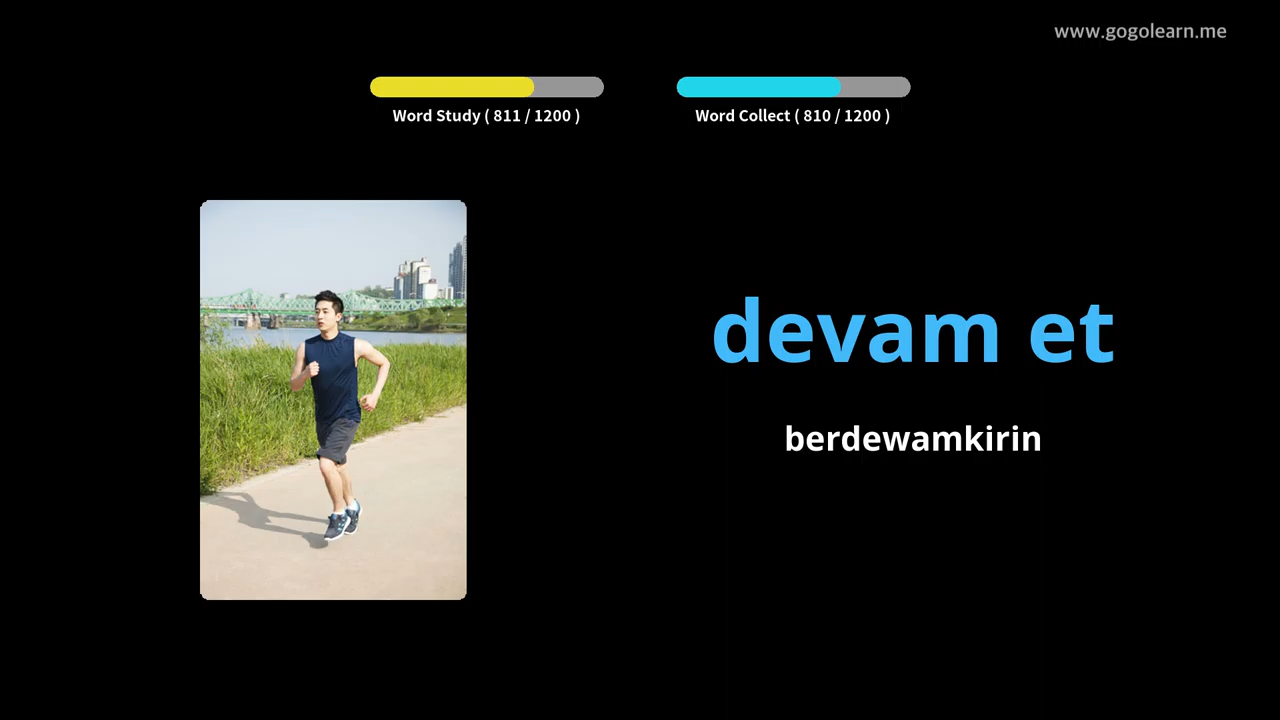 www.gogolearn.me
Word Study ( 811 / 1200 )
Word Collect ( 810 / 1200 )
devam et
berdewamkirin